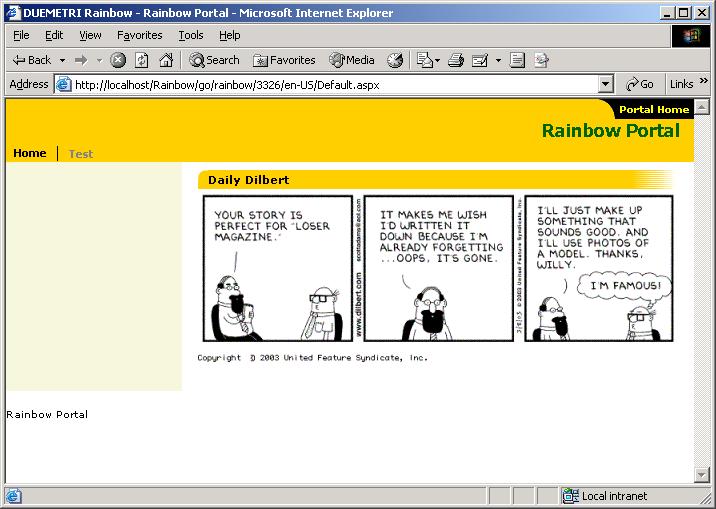 DUEMETRI Rainbow - Rainbow Portal - Microsoft Internet Explorer
File Edit View Favorites Tools Help
Back Search Favorites Media
Address http://localhost/Rainbow/go/rainbow/3326/en-US/Default.aspx Go Links »
Portal Home
Rainbow Portal
Home Test
Daily Dilbert
YOUR STORY IS
PERFECT FOR "LOSER
MAGAZINE."
www.dilbert.com scottadams@aol.com
IT MAKES ME WISH
I'D WRITTEN IT
DOWN BECAUSE I'M
ALREADY FORGETTING
...OOPS, IT'S GONE.
© 2003 United Feature Syndicate, Inc.
I'LL JUST MAKE UP
SOMETHING THAT
SOUNDS GOOD. AND
I'LL USE PHOTOS OF
A MODEL. THANKS,
WILLY.
I'M FAMOUS!
Copyright © 2003 United Feature Syndicate, Inc.
Rainbow Portal
Local intranet